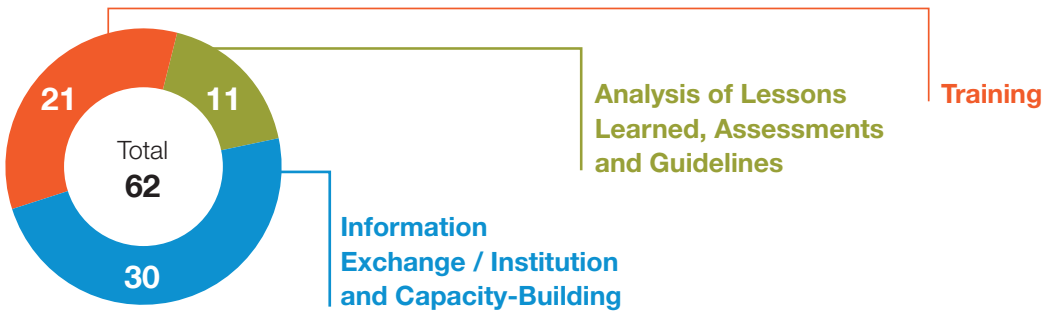 21
11
Total
62
30
Analysis of Lessons
Learned, Assessments
and Guidelines
Training
Information
Exchange / Institution
and Capacity-Building